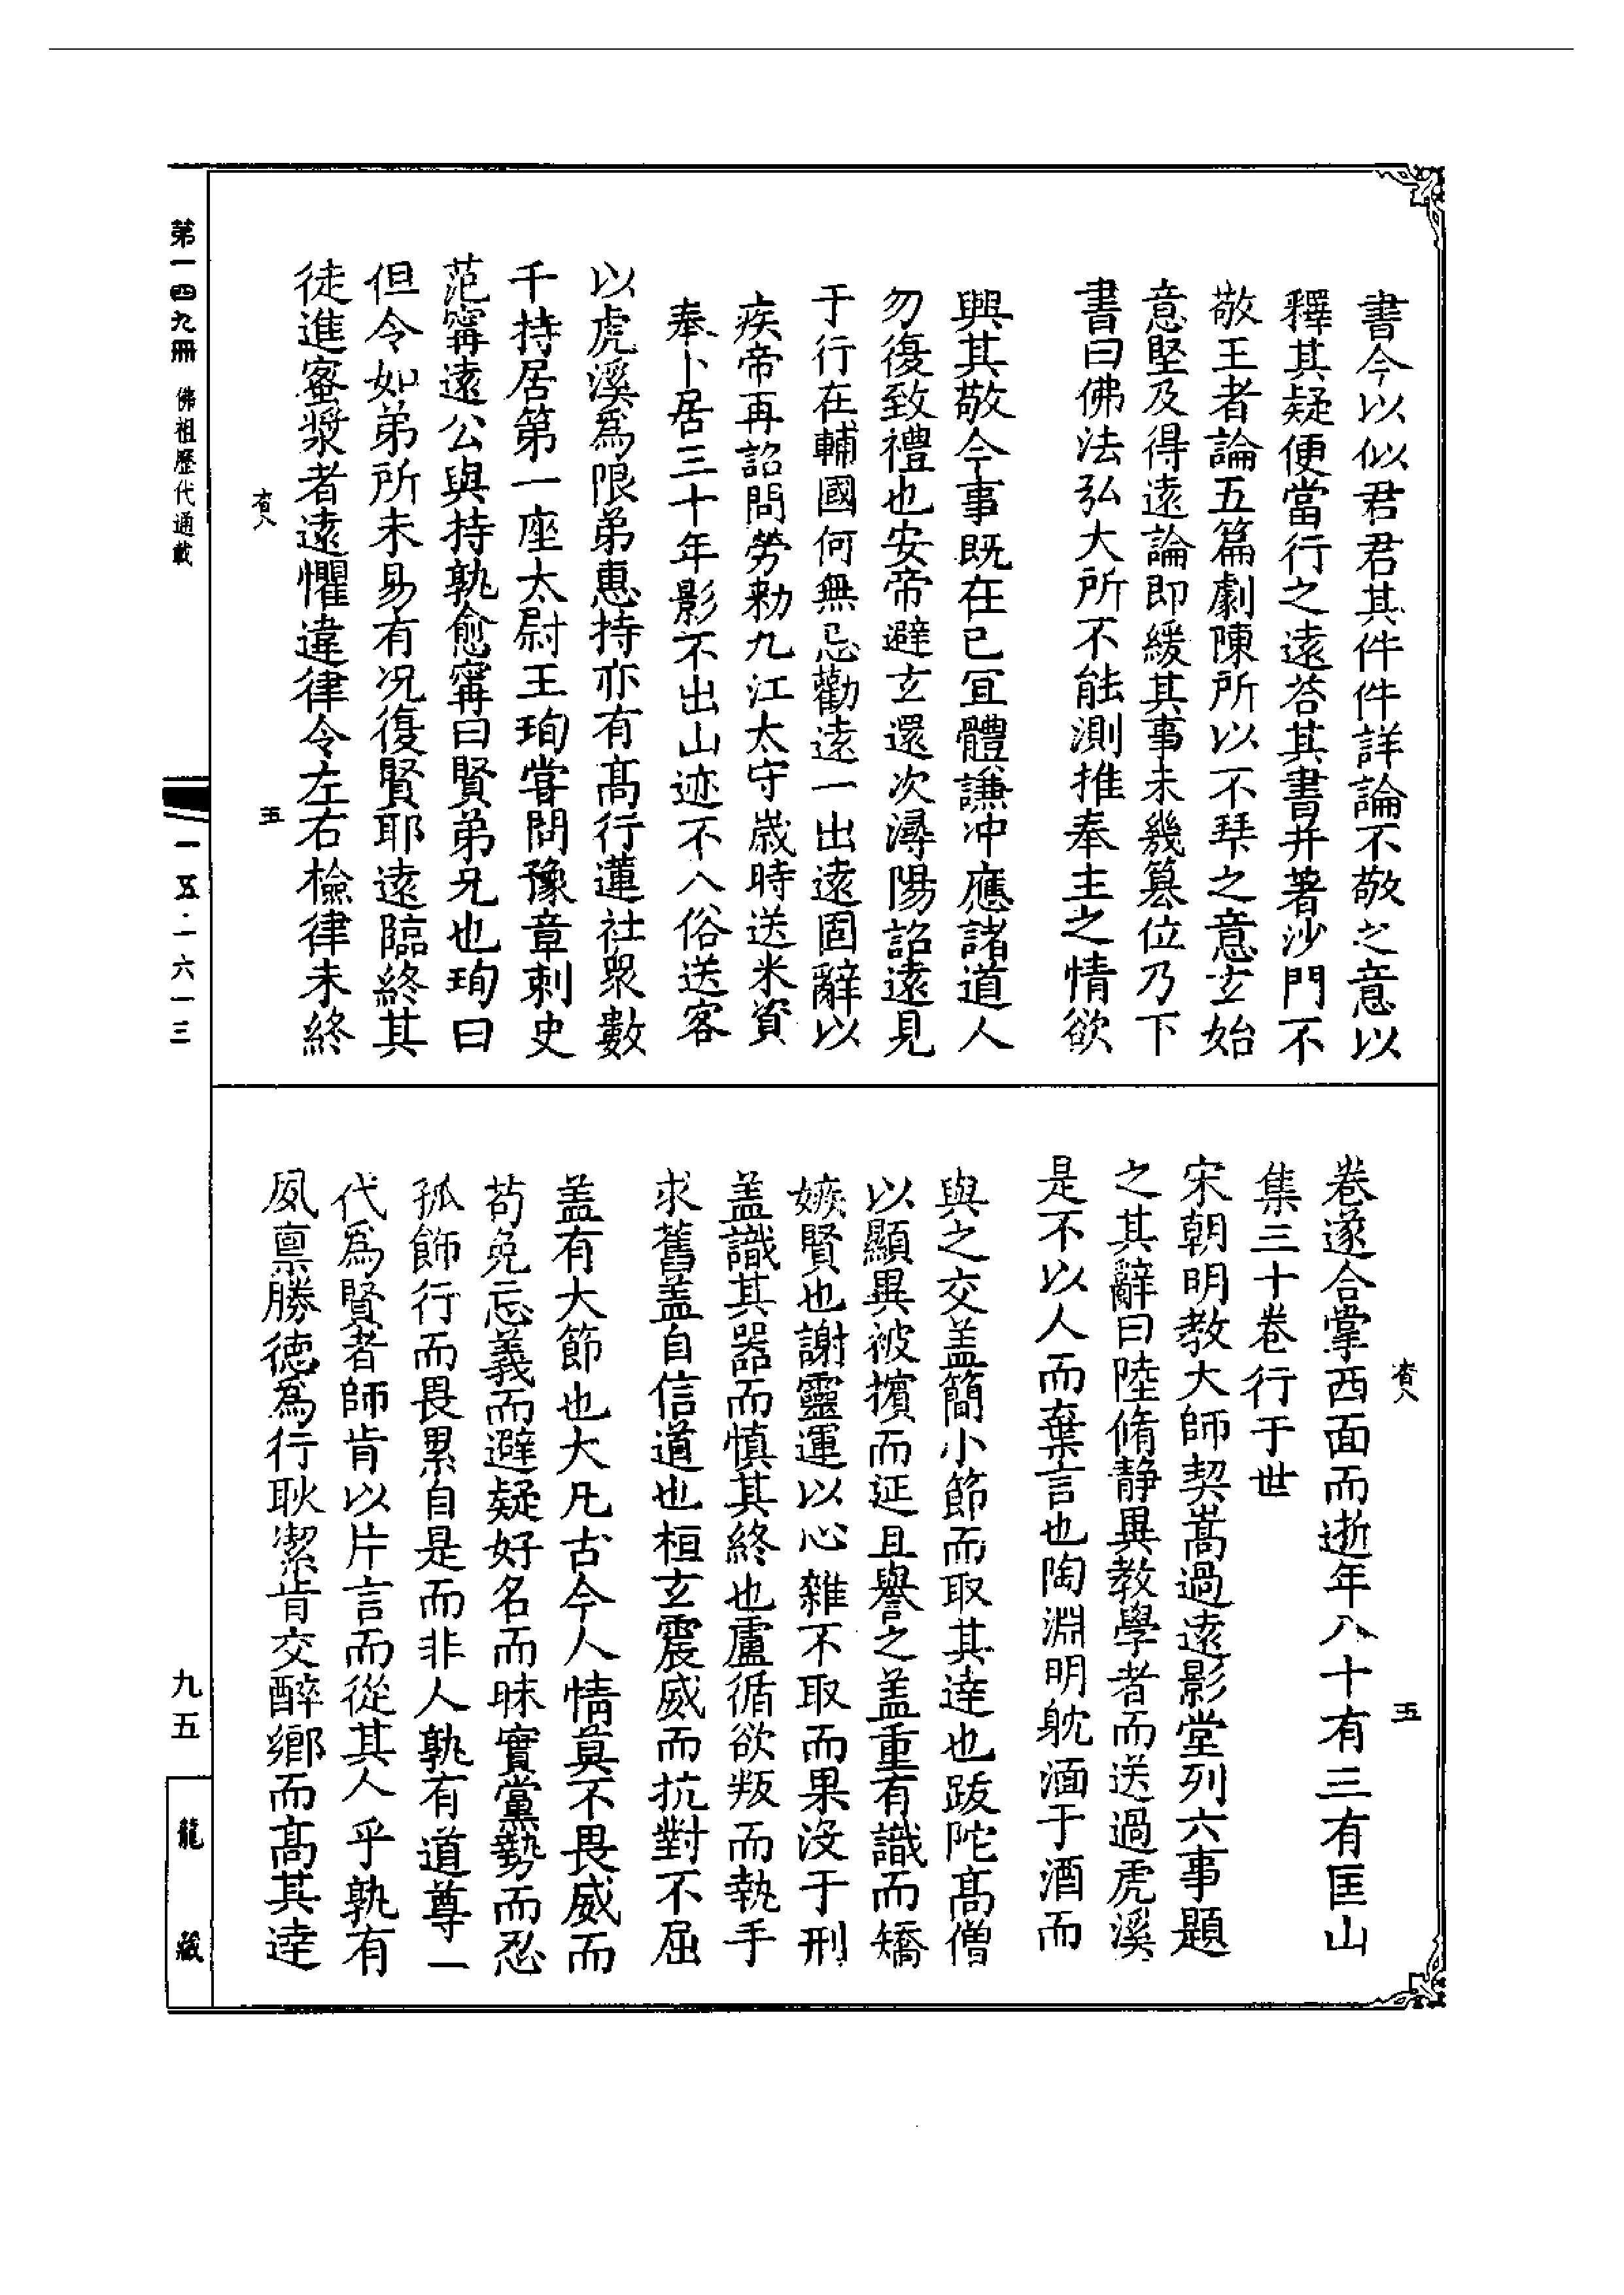 書今以似君君其件件詳論不敬之意以
釋其疑便當行之遠荅其書并著沙門不
敬王者論五篇劇陳所以不拜之意玄始
意堅及得遠論即緩其事未幾篡位乃下
書曰佛法弘大所不能測推奉主之情欲
興其敬今事既在已冝體謙冲應諸道人
勿復致禮也安帝避玄還次潯陽詔遠見
于行在輔國何無忌勸遠一出遠固辭以
疾帝再詔問勞勑九江太守歲時送米資
奉卜居三十年影不出山迹不入俗送客
以虎溪爲限弟惠持亦有髙行蓮社衆數
千持居第一座太尉王珣甞問豫章刺史
范甯遠公與持孰愈甯曰賢弟兄也珣曰
但令如弟所未易有况復賢耶遠臨終其
徒進蜜漿者遠懼違律令左右檢律未終
五
卷遂合掌西面而逝年八十有三有匡山
集三十卷行于世
宋朝明教大師契嵩過遠影堂列六事題
之其辭曰陸脩静異教學者而送過虎溪
是不以人而棄言也陶淵明躭湎于酒而
與之交盖簡小節而取其達也跋陀髙僧
以顯異被擯而延且譽之盖重有識而矯
嫉賢也謝靈運以心雜不取而果沒于刑
盖識其器而慎其終也盧循欲叛而執手
求舊盖自信道也桓玄震威而抗對不屈
盖有大節也大凡古今人情莫不畏威而
苟免忘義而避疑好名而昧實黨勢而忍
孤飾行而畏累自是而非人孰有道尊一
代爲賢者師肯以片言而從其人乎孰有
夙禀勝德爲行耿潔肯交醉鄉而髙其達
五
第一四九冊 佛祖歷代通載
一五·一六一三
九五
龍藏